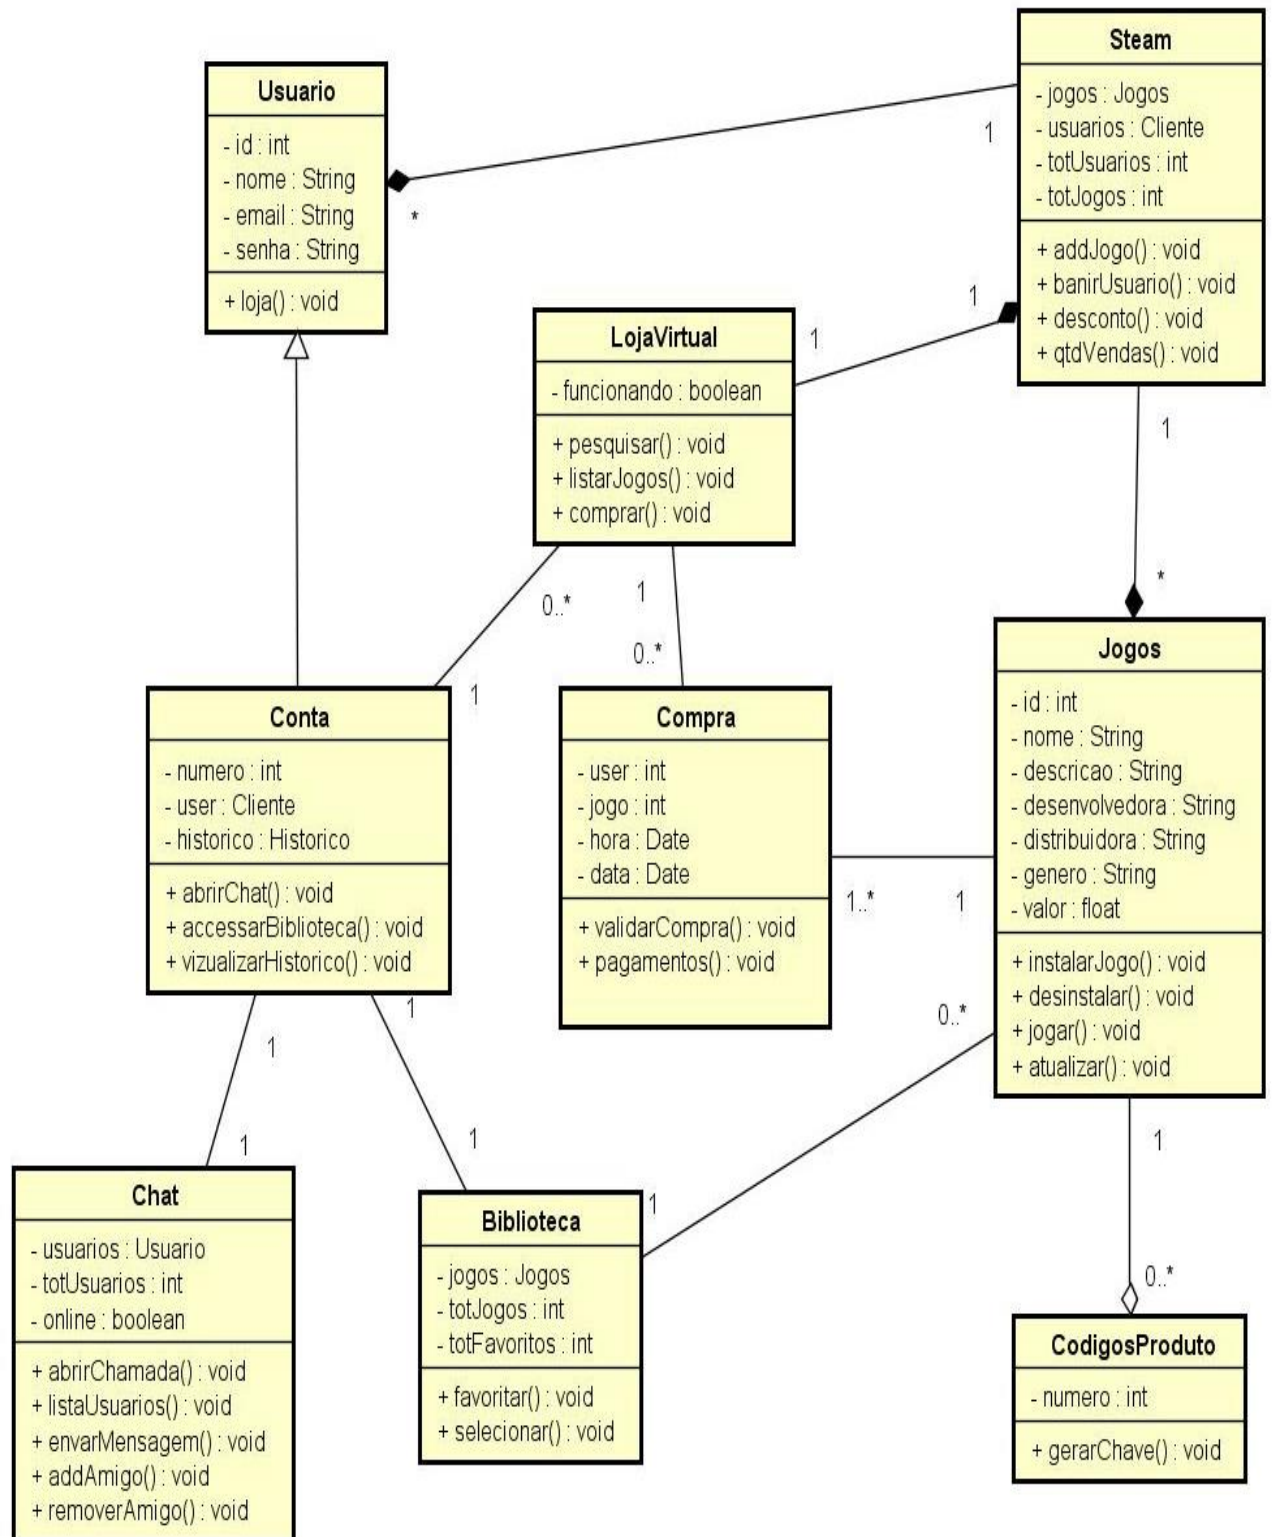 Steam
- jogos : Jogos
- usuarios : Cliente
- totUsuarios : int
- totJogos : int
+ addJogo() : void
+ banirUsuario() : void
+ desconto() : void
+ qtdVendas() : void
Usuario
- id : int
- nome : String
- email : String
- senha : String
+ loja() : void
1
*
1
1
LojaVirtual
- funcionando : boolean
+ pesquisar() : void
+ listarJogos() : void
+ comprar() : void
1
*
0..*
1
1
0..*
Jogos
- id : int
- nome : String
- descricao : String
- desenvolvedora : String
- distribuidora : String
- genero : String
- valor : float
+ instalarJogo() : void
+ desinstalar() : void
+ jogar() : void
+ atualizar() : void
Conta
- numero : int
- user : Cliente
- historico : Historico
+ abrirChat() : void
+ accessarBiblioteca() : void
+ vizualizarHistorico() : void
Compra
- user : int
- jogo : int
- hora : Date
- data : Date
+ validarCompra() : void
+ pagamentos() : void
1..*
1
0..*
1
1
1
1
1
1
0..*
Chat
- usuarios : Usuario
- totUsuarios : int
- online : boolean
+ abrirChamada() : void
+ listaUsuarios() : void
+ envarMensagem() : void
+ addAmigo() : void
+ removerAmigo() : void
Biblioteca
- jogos : Jogos
- totJogos : int
- totFavoritos : int
+ favoritar() : void
+ selecionar() : void
CodigosProduto
- numero : int
+ gerarChave() : void